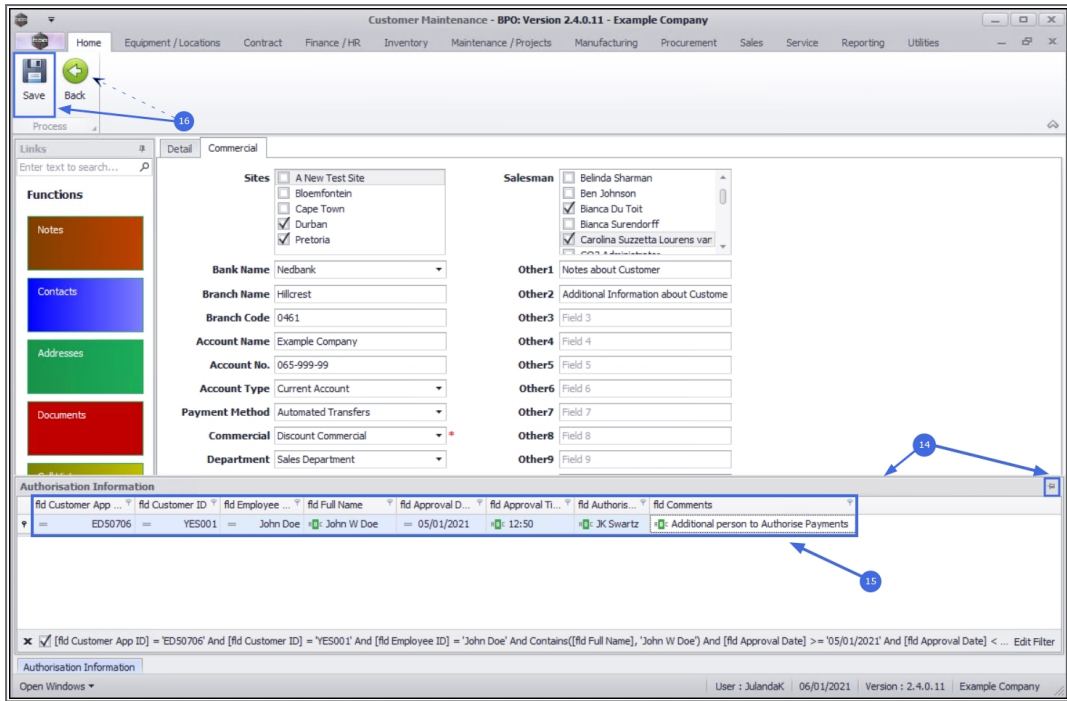 Customer Maintenance - BPO: Version 2.4.0.11 - Example Company
Home Equipment / Locations Contract Finance / HR Inventory Maintenance / Projects Manufacturing Procurement Sales Service Reporting Utilities
Save Back
16
Process
Links
Enter text to search...
Functions
Notes
Contacts
Addresses
Documents
Detail Commercial
Sites
A New Test Site
Bloemfontein
Cape Town
Durban
Pretoria
Salesman
Belinda Sharman
Ben Johnson
Bianca Du Toit
Bianca Surendorff
Carolina Suzzetta Lourens van
Bank Name Nedbank Other1 Notes about Customer
Branch Name Hillcrest Other2 Additional Information about Custome
Branch Code 0461 Other3 Field 3
Account Name Example Company Other4 Field 4
Account No. 065-999-99 Other5 Field 5
Account Type Current Account Other6 Field 6
Payment Method Automated Transfers Other7 Field 7
Commercial Discount Commercial * Other8 Field 8
Department Sales Department Other9 Field 9
14
Authorisation Information
fld Customer App ... fld Customer ID fld Employee ... fld Full Name fld Approval D... fld Approval Ti... fld Authoris... fld Comments
= ED50706 = YES001 = John Doe John W Doe = 05/01/2021 12:50 JK Swartz Additional person to Authorise Payments
15
[fld Customer App ID] = 'ED50706' And [fld Customer ID] = 'YES001' And [fld Employee ID] = 'John Doe' And Contains([fld Full Name], 'John W Doe') And [fld Approval Date] >= '05/01/2021' And [fld Approval Date] < ... Edit Filter
Authorisation Information
Open Windows User : JulandaK 06/01/2021 Version : 2.4.0.11 Example Company